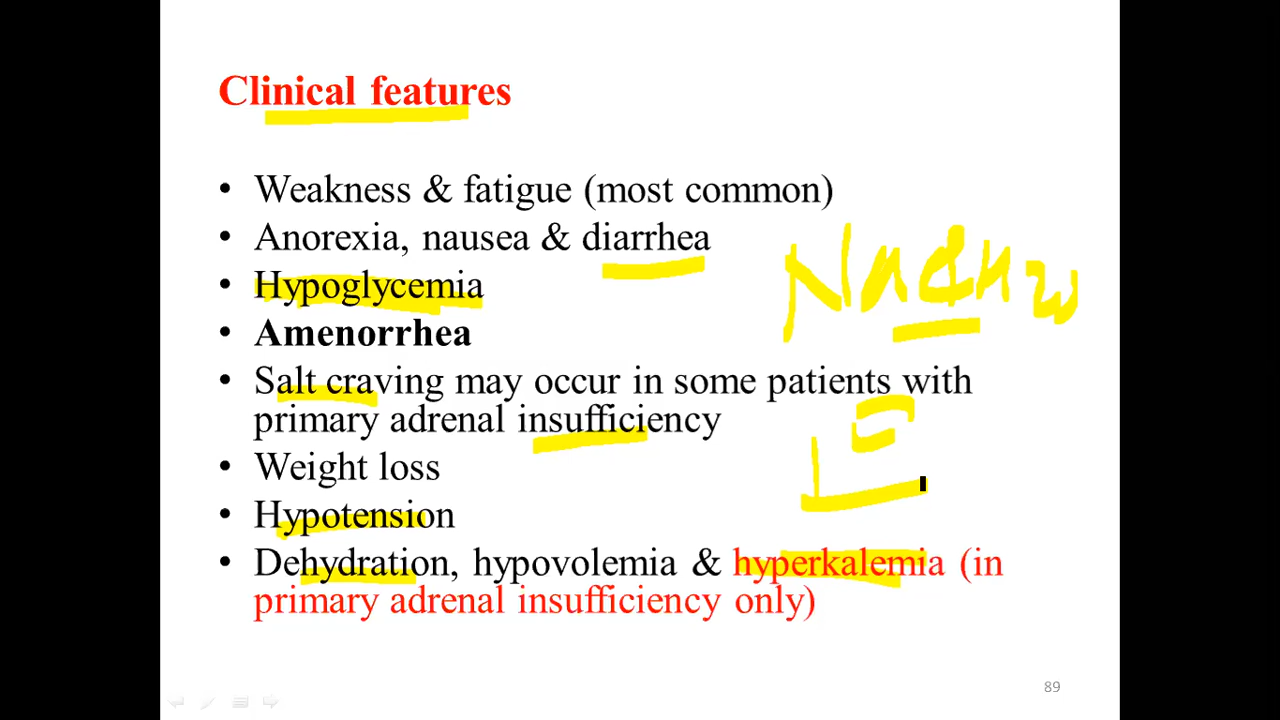 Clinical features
• Weakness & fatigue (most common)
• Anorexia, nausea & diarrhea
• Hypoglycemia
• Amenorrhea
• Salt craving may occur in some patients with
primary adrenal insufficiency
• Weight loss
• Hypotension
• Dehydration, hypovolemia & hyperkalemia (in
primary adrenal insufficiency only)
89